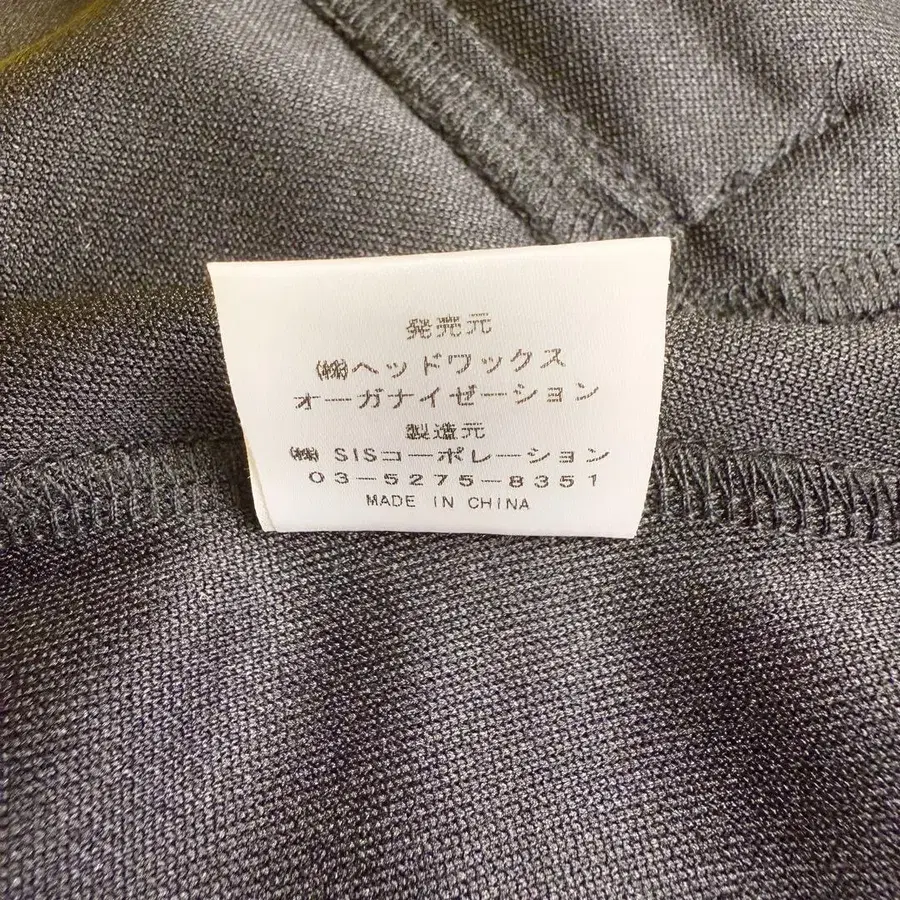 発売元
㈱ヘッドワックス
オーガナイゼーション
製造元
㈱ SISコーポレーション
03-5275-8351
MADE IN CHINA